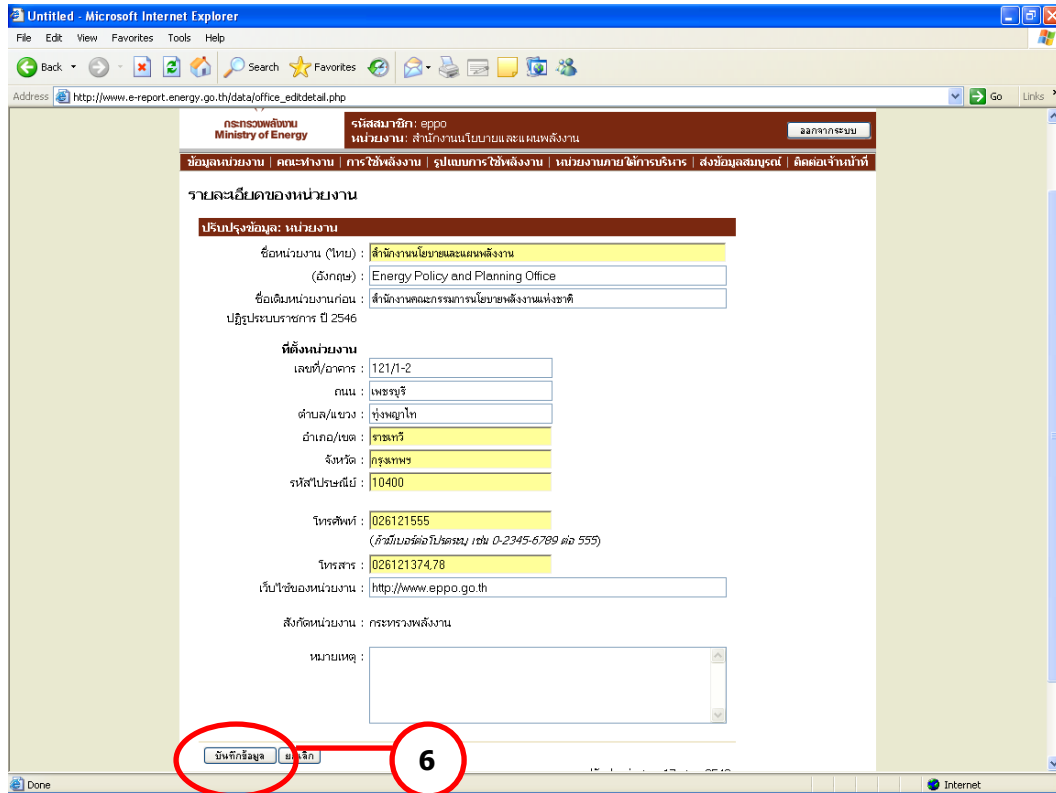 Untitled - Microsoft Internet Explorer
File Edit View Favorites Tools Help
Back Search Favorites
Address http://www.e-report.energy.go.th/data/office_editdetail.php Go Links
กระทรวงพลังงาน
Ministry of Energy
รหัสสมาชิก: eppo
หน่วยงาน: สำนักงานนโยบายและแผนพลังงาน
ออกจากระบบ
ข้อมูลหน่วยงาน | คณะทำงาน | การใช้พลังงาน | รูปแบบการใช้พลังงาน | หน่วยงานภายใต้การบริหาร | ส่งข้อมูลสมบูรณ์ | ติดต่อเจ้าหน้าที่
รายละเอียดของหน่วยงาน
ปรับปรุงข้อมูล: หน่วยงาน
ชื่อหน่วยงาน (ไทย) : สำนักงานนโยบายและแผนพลังงาน
(อังกฤษ) : Energy Policy and Planning Office
ชื่อเดิมหน่วยงานก่อน : สำนักงานคณะกรรมการนโยบายพลังงานแห่งชาติ
ปฏิรูประบบราชการ ปี 2546
ที่ตั้งหน่วยงาน
เลขที่/อาคาร : 121/1-2
ถนน : เพชรบุรี
ตำบล/แขวง : ทุ่งพญาไท
อำเภอ/เขต : ราชเทวี
จังหวัด : กรุงเทพฯ
รหัสไปรษณีย์ : 10400
โทรศัพท์ : 026121555
(ถ้ามีเบอร์ต่อโปรดระบุ เช่น 0-2345-6789 ต่อ 555)
โทรสาร : 026121374,78
เว็บไซ้ของหน่วยงาน : http://www.eppo.go.th
สังกัดหน่วยงาน : กระทรวงพลังงาน
หมายเหตุ :
บันทึกข้อมูล ยกเลิก
6
Done Internet